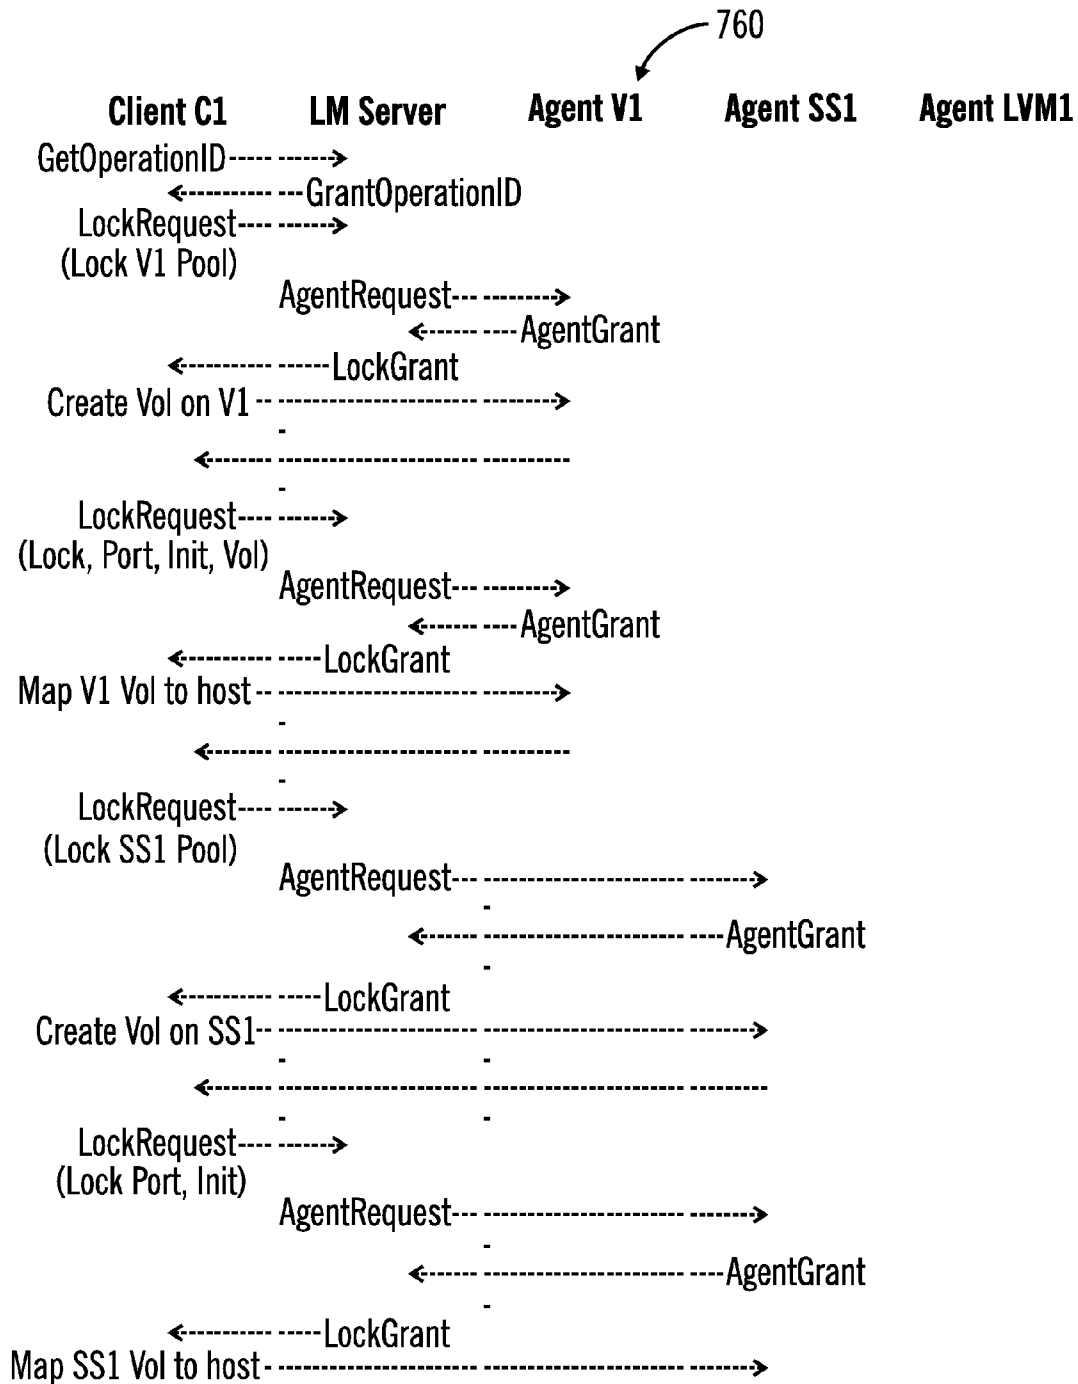 760
Client C1 LM Server Agent V1 Agent SS1 Agent LVM1
GetOperationID
GrantOperationID
LockRequest
(Lock V1 Pool)
AgentRequest
AgentGrant
LockGrant
Create Vol on V1
LockRequest
(Lock, Port, Init, Vol)
AgentRequest
AgentGrant
LockGrant
Map V1 Vol to host
LockRequest
(Lock SS1 Pool)
AgentRequest
AgentGrant
LockGrant
Create Vol on SS1
LockRequest
(Lock Port, Init)
AgentRequest
AgentGrant
LockGrant
Map SS1 Vol to host